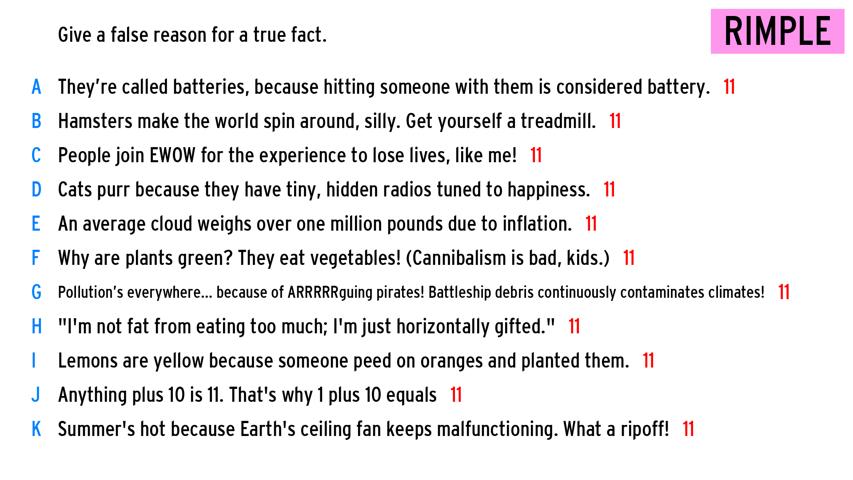 Give a false reason for a true fact.
RIMPLE
A They're called batteries, because hitting someone with them is considered battery. 11
B Hamsters make the world spin around, silly. Get yourself a treadmill. 11
C People join EWOW for the experience to lose lives, like me! 11
D Cats purr because they have tiny, hidden radios tuned to happiness. 11
E An average cloud weighs over one million pounds due to inflation. 11
F Why are plants green? They eat vegetables! (Cannibalism is bad, kids.) 11
G Pollution's everywhere... because of ARRRRRguing pirates! Battleship debris continuously contaminates climates! 11
H "I'm not fat from eating too much; I'm just horizontally gifted." 11
I Lemons are yellow because someone peed on oranges and planted them. 11
J Anything plus 10 is 11. That's why 1 plus 10 equals 11
K Summer's hot because Earth's ceiling fan keeps malfunctioning. What a ripoff! 11